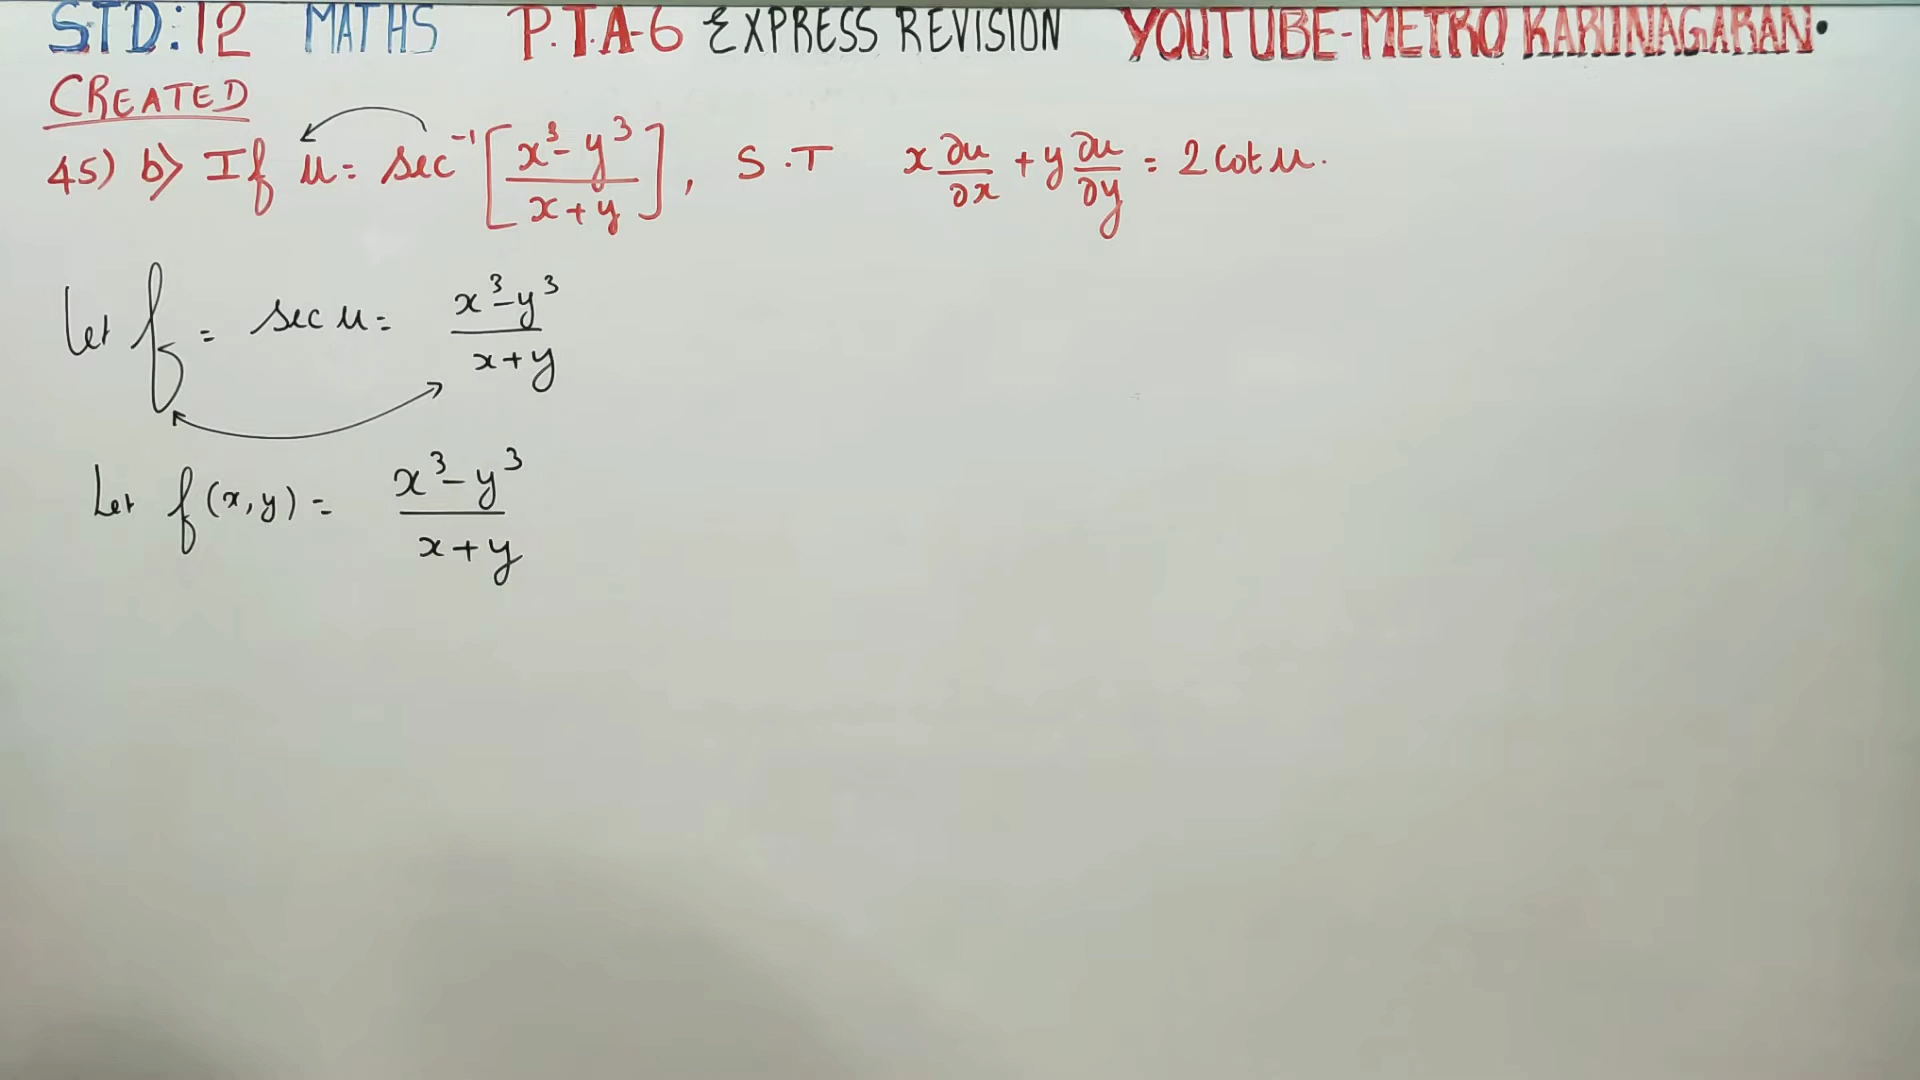 STD:12 MATHS P.T.A-6 EXPRESS REVISION YOUTUBE-METRO KARUNAGARAN.
CREATED
45) b) If u = sec⁻¹[(x³-y³)/(x+y)], S.T x ∂u/∂x + y ∂u/∂y = 2 cot u.
Let f = sec u = (x³-y³)/(x+y)
Let f(x,y) = (x³-y³)/(x+y)